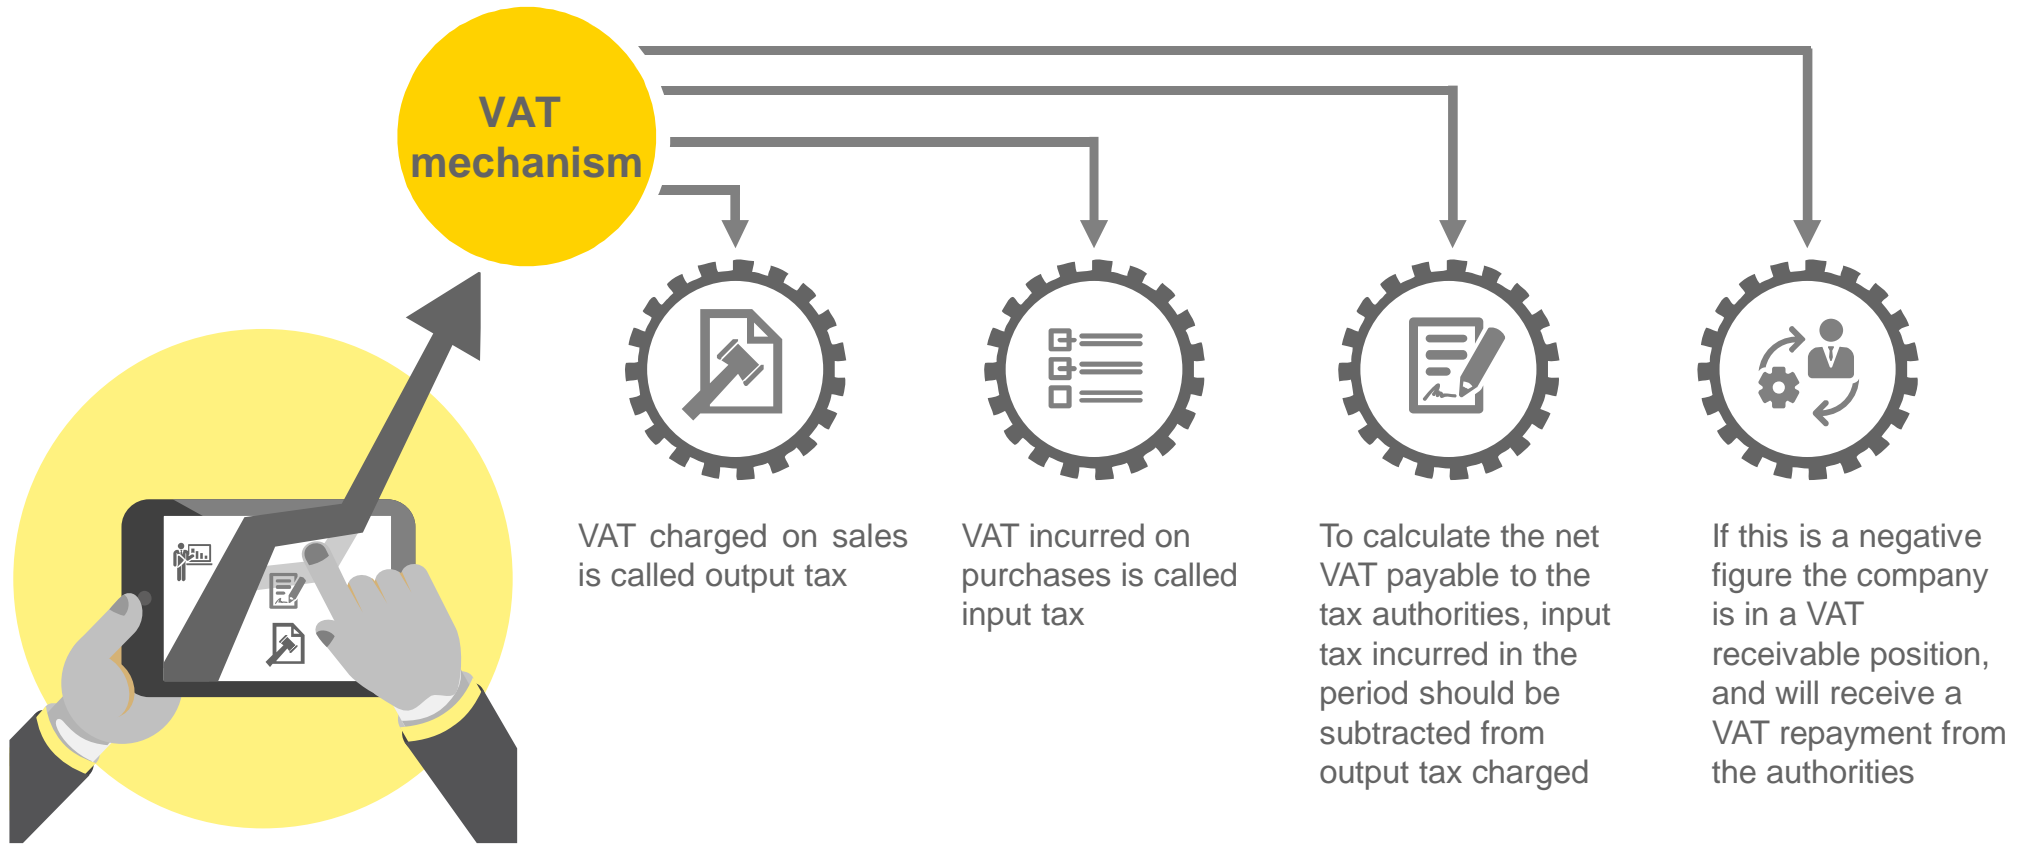 VAT
mechanism
VAT charged on sales
is called output tax
VAT incurred on
purchases is called
input tax
To calculate the net
VAT payable to the
tax authorities, input
tax incurred in the
period should be
subtracted from
output tax charged
If this is a negative
figure the company
is in a VAT
receivable position,
and will receive a
VAT repayment from
the authorities